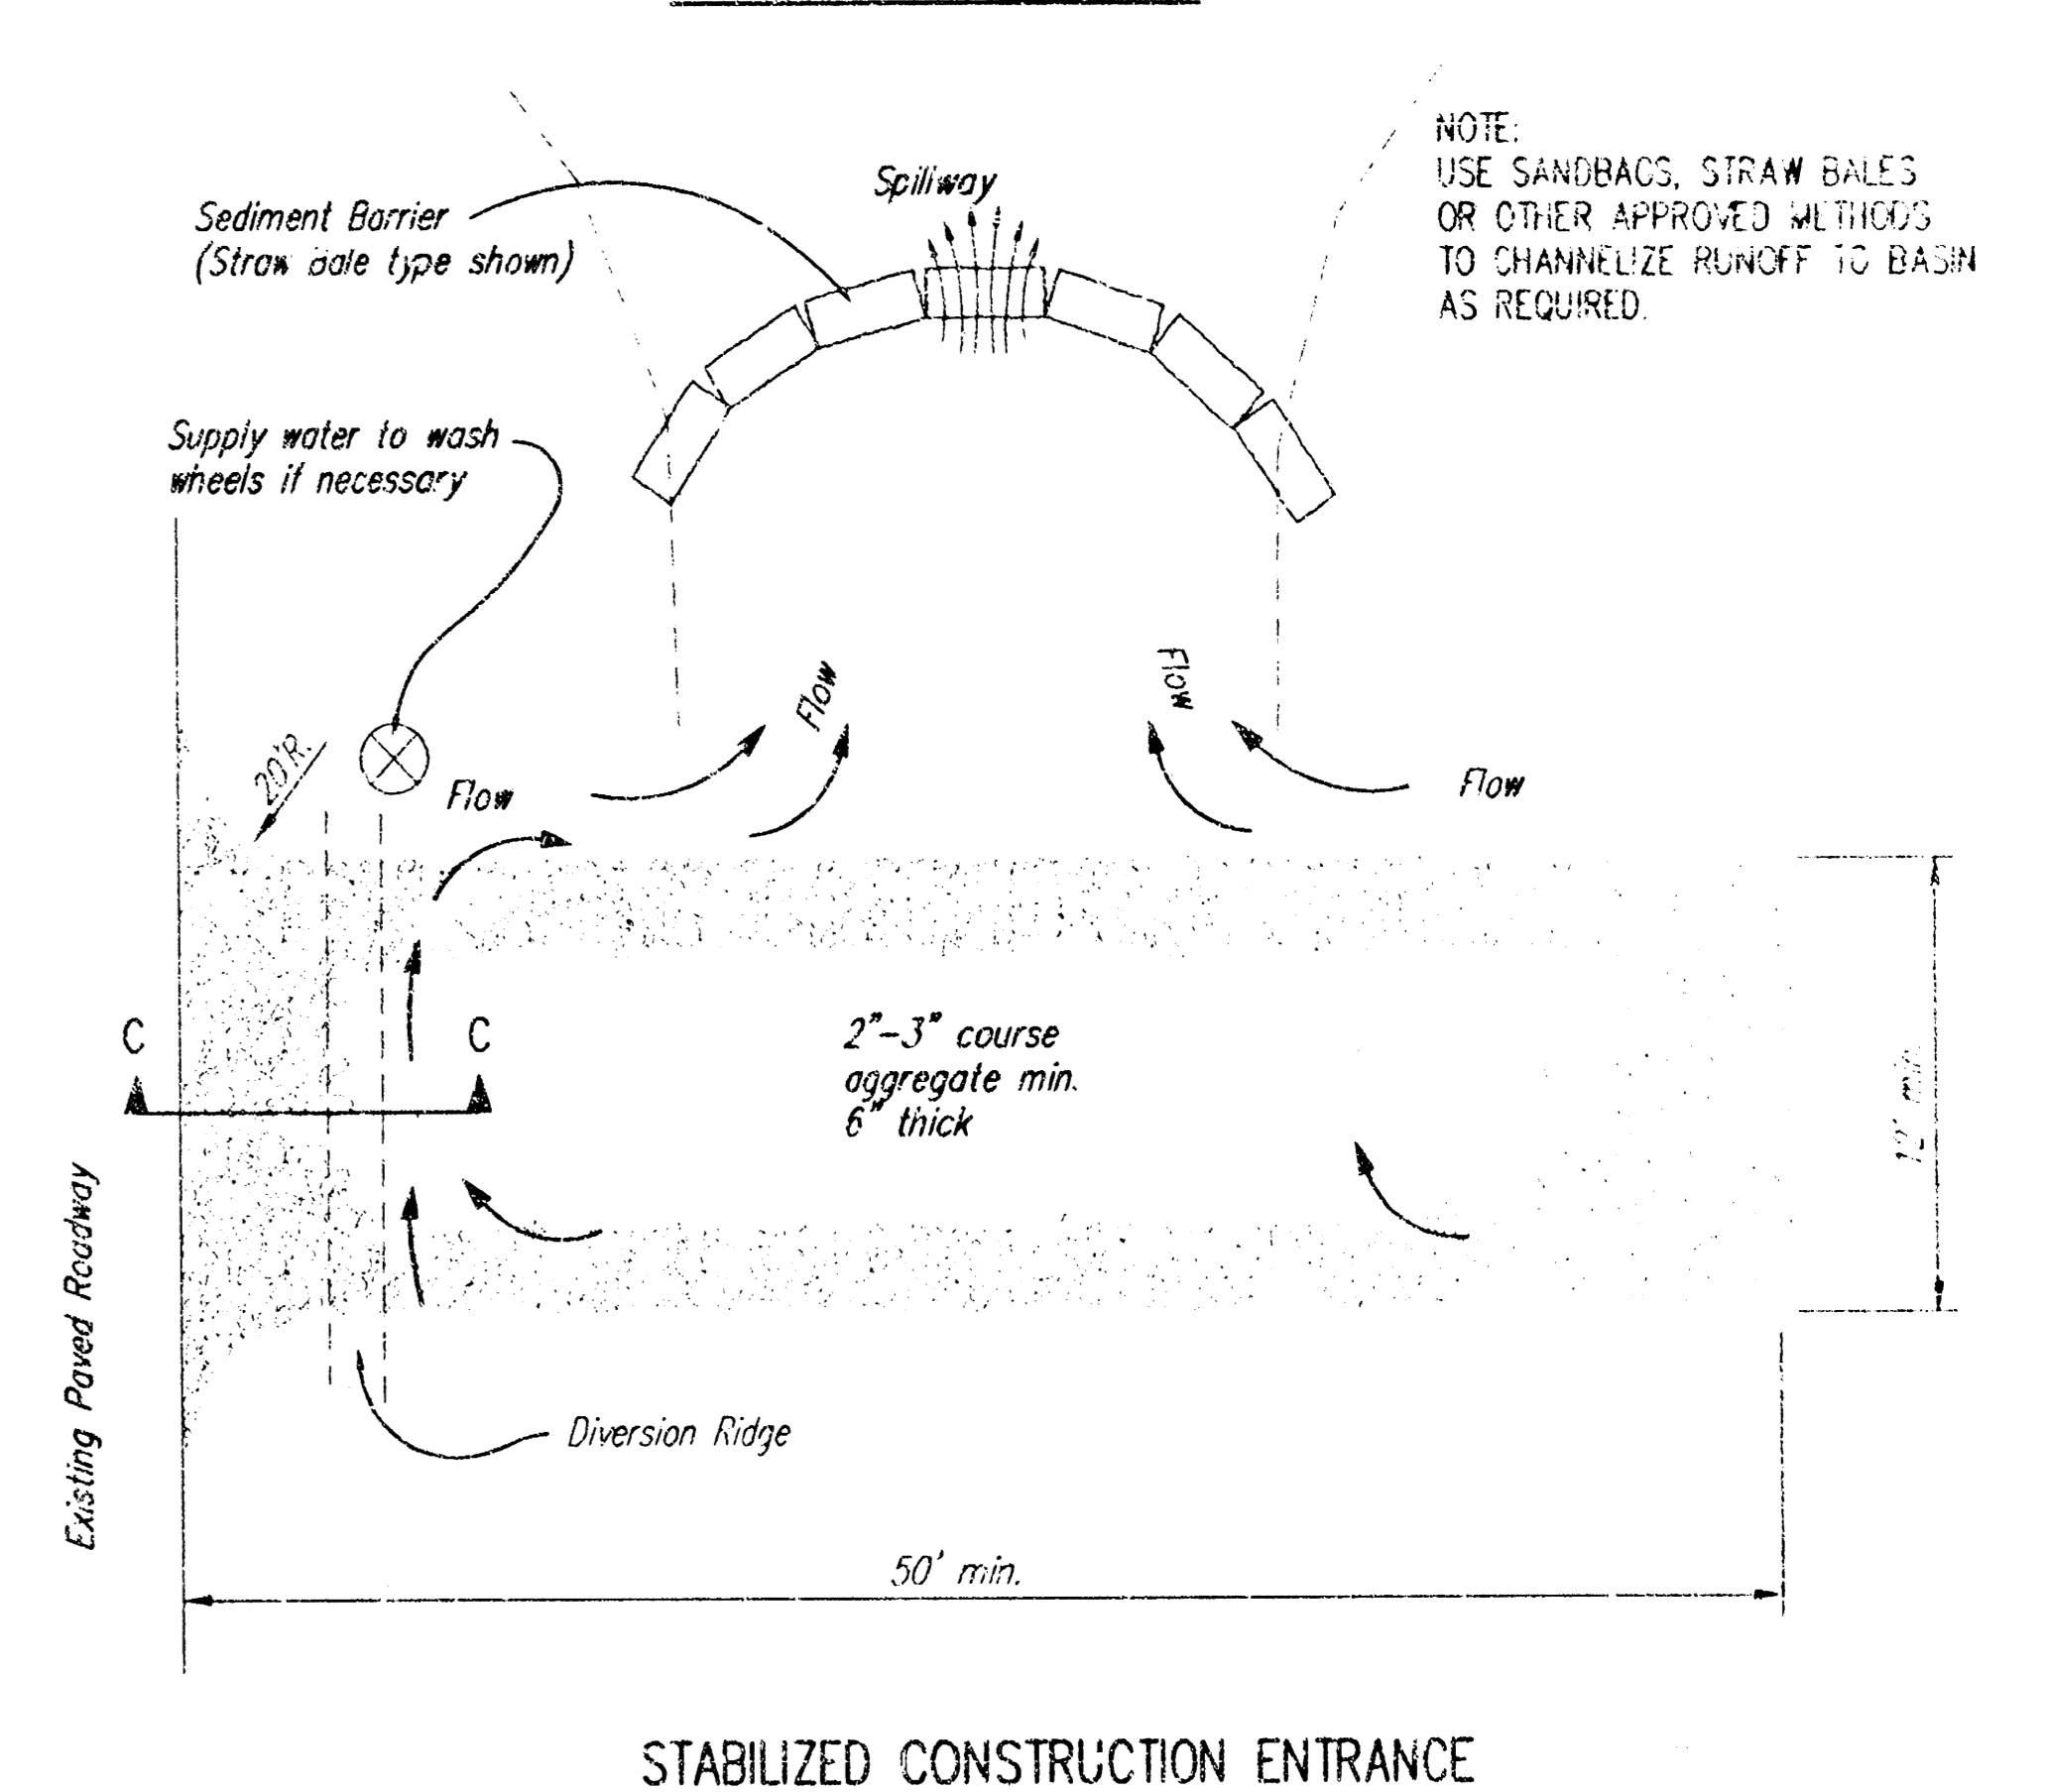 NOTE:
USE SANDBAGS, STRAW BALES
OR OTHER APPROVED METHODS
TO CHANNELIZE RUNOFF TO BASIN
AS REQUIRED.
Spillway
Sediment Barrier
(Straw Bale type shown)
Supply water to wash
wheels if necessary
Flow
Flow
20'R.
Flow
Flow
C
C
2"-3" course
aggregate min.
6" thick
12' min.
Existing Paved Roadway
Diversion Ridge
50' min.
STABILIZED CONSTRUCTION ENTRANCE